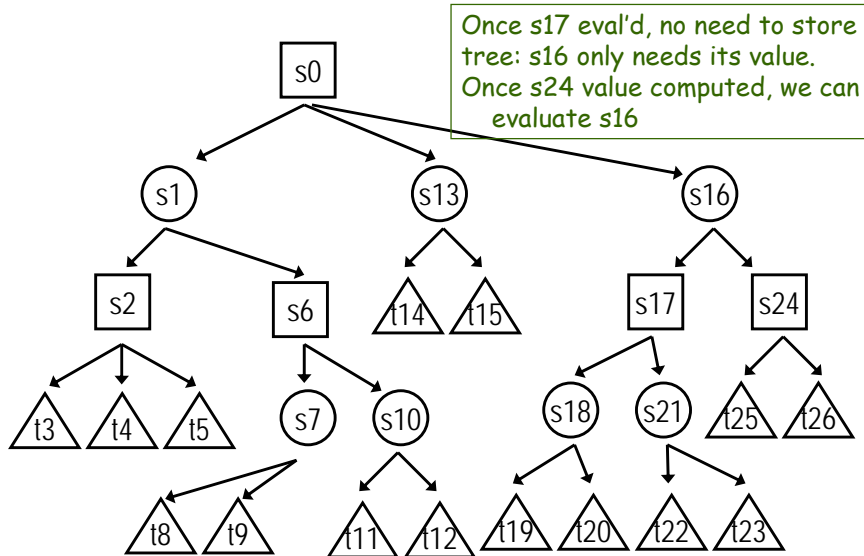 Once s17 eval'd, no need to store
tree: s16 only needs its value.
Once s24 value computed, we can
evaluate s16
s0
s1 s13 s16
s2 s6 t14 t15 s17 s24
t3 t4 t5 s7 s10 s18 s21 t25 t26
t8 t9 t11 t12 t19 t20 t22 t23